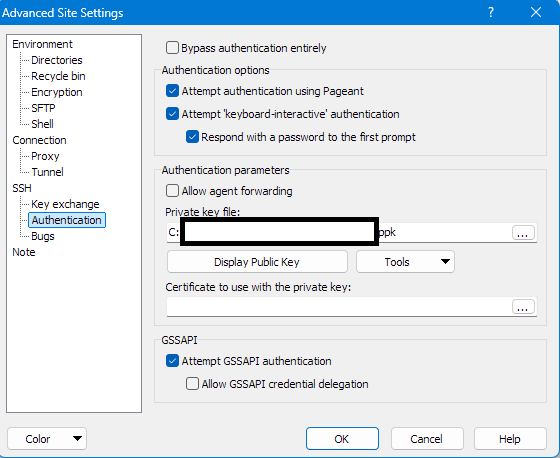 Advanced Site Settings
?
Environment
Directories
Recycle bin
Encryption
SFTP
Shell
Connection
Proxy
Tunnel
SSH
Key exchange
Authentication
Bugs
Note
Bypass authentication entirely
Authentication options
Attempt authentication using Pageant
Attempt 'keyboard-interactive' authentication
Respond with a password to the first prompt
Authentication parameters
Allow agent forwarding
Private key file:
C: ppk ...
Display Public Key Tools
Certificate to use with the private key:
...
GSSAPI
Attempt GSSAPI authentication
Allow GSSAPI credential delegation
Color OK Cancel Help